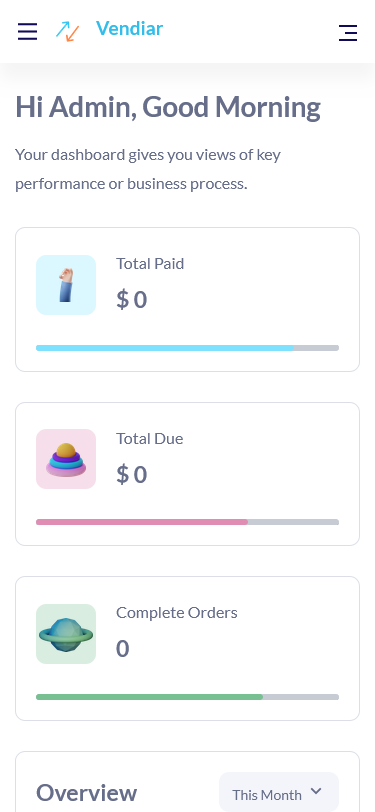 Vendiar
Hi Admin, Good Morning
Your dashboard gives you views of key
performance or business process.
Total Paid
$ 0
Total Due
$ 0
Complete Orders
0
Overview
This Month